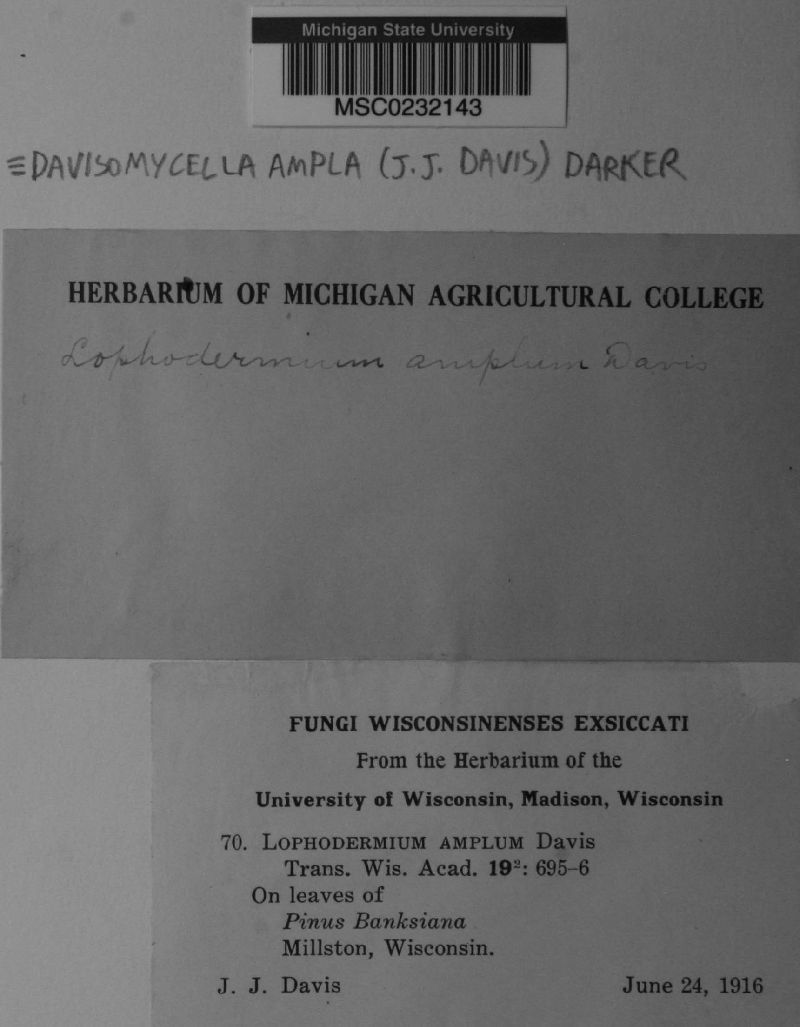 Michigan State University
MSC0232143
≡DAVISOMYCELLA AMPLA (J.J. DAVIS) DARKER
HERBARIUM OF MICHIGAN AGRICULTURAL COLLEGE
Lophodermium amplum Davis
FUNGI WISCONSINENSES EXSICCATI
From the Herbarium of the
University of Wisconsin, Madison, Wisconsin
70. LOPHODERMIUM AMPLUM Davis
Trans. Wis. Acad. 19²: 695–6
On leaves of
Pinus Banksiana
Millston, Wisconsin.
J. J. Davis June 24, 1916